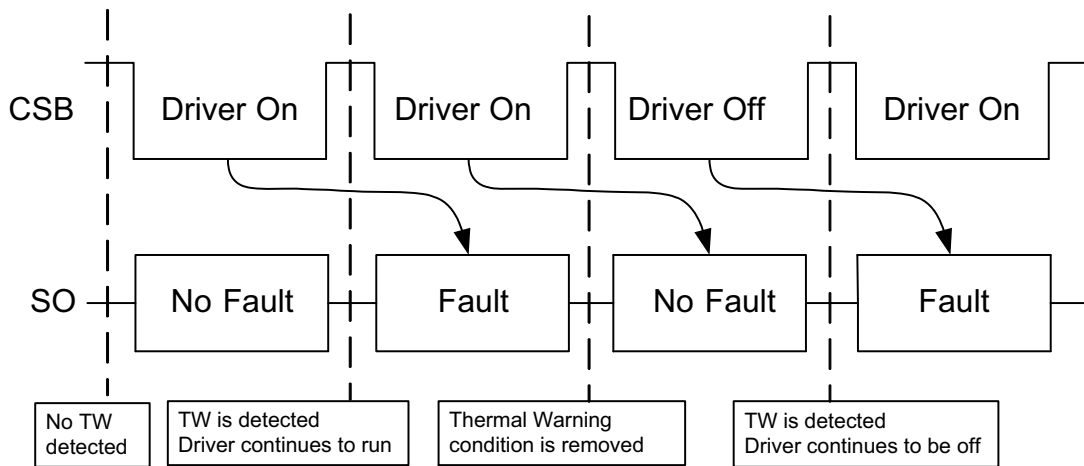 CSB
Driver On
Driver On
Driver Off
Driver On
SO
No Fault
Fault
No Fault
Fault
No TW
detected
TW is detected
Driver continues to run
Thermal Warning
condition is removed
TW is detected
Driver continues to be off